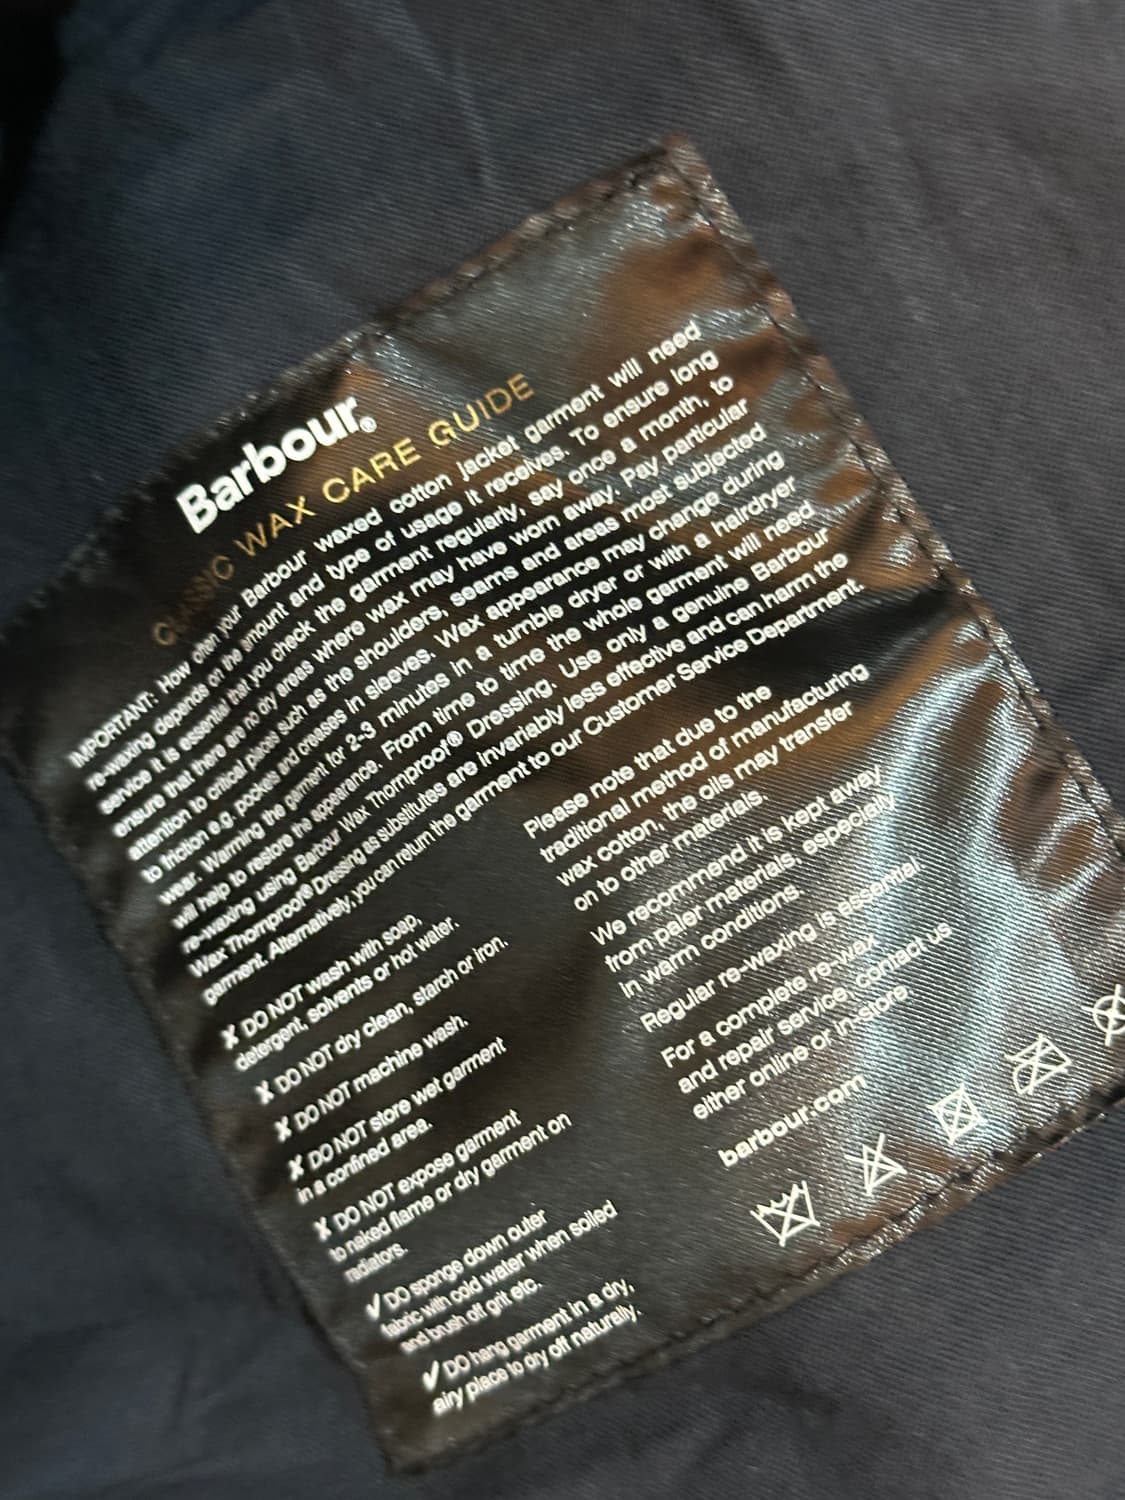 Barbour®
CLASSIC WAX CARE GUIDE
IMPORTANT: How often your Barbour waxed cotton jacket garment will need
re-waxing depends on the amount and type of usage it receives. To ensure long
service it is essential that you check the garment regularly, say once a month, to
ensure that there are no dry areas where wax may have worn away. Pay particular
attention to critical places such as the shoulders, seams and areas most subjected
to friction e.g. pockets and creases in sleeves. Wax appearance may change during
wear. Warming the garment for 2-3 minutes in a tumble dryer or with a hairdryer
will help to restore the appearance. From time to time the whole garment will need
re-waxing using Barbour Wax Thornproof® Dressing. Use only a genuine Barbour
Wax Thornproof® Dressing as substitutes are invariably less effective and can harm the
garment. Alternatively, you can return the garment to our Customer Service Department.
✗ DO NOT wash with soap,
detergent, solvents or hot water.
✗ DO NOT dry clean, starch or iron.
✗ DO NOT machine wash.
✗ DO NOT store wet garment
in a confined area.
✗ DO NOT expose garment
to naked flame or dry garment on
radiators.
✓ DO sponge down outer
fabric with cold water when soiled
and brush off grit etc.
✓ DO hang garment in a dry,
airy place to dry off naturally.
Please note that due to the
traditional method of manufacturing
wax cotton, the oils may transfer
on to other materials.
We recommend it is kept away
from paler materials, especially
in warm conditions.
Regular re-waxing is essential
For a complete re-wax
and repair service, contact us
either online or in-store
barbour.com